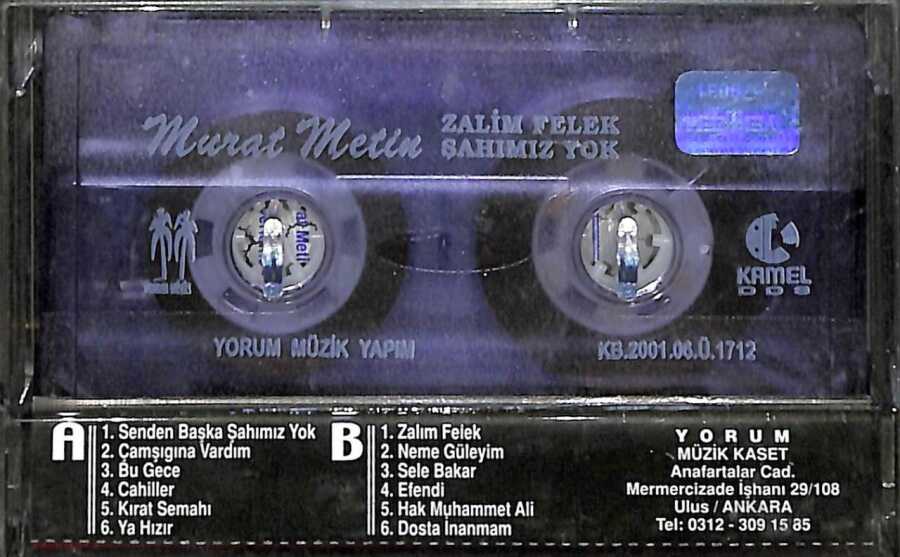 Murat Metin
ZALİM FELEK
ŞAHIMIZ YOK
KAMEL
DDS
YORUM MÜZİK YAPIM
KB.2001.06.Ü.1712
A
1. Senden Başka Şahımız Yok
2. Çamşıgına Vardım
3. Bu Gece
4. Cahiller
5. Kırat Semahı
6. Ya Hızır
B
1. Zalım Felek
2. Neme Güleyim
3. Sele Bakar
4. Efendi
5. Hak Muhammet Ali
6. Dosta İnanmam
YORUM
MÜZİK KASET
Anafartalar Cad.
Mermercizade İşhanı 29/108
Ulus / ANKARA
Tel: 0312 - 309 15 85